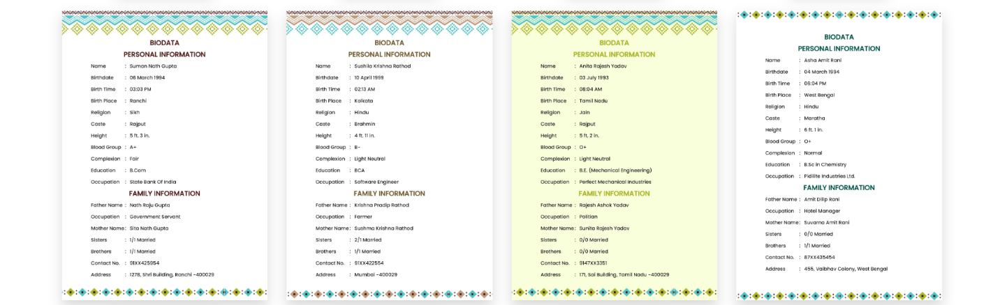 BIODATA
PERSONAL INFORMATION
Name : Suman Nath Gupta
Birthdate : 06 March 1994
Birth Time : 03:03 PM
Birth Place : Ranchi
Religion : Sikh
Caste : Rajput
Height : 5 ft. 3 in.
Blood Group : A+
Complexion : Fair
Education : B.Com
Occupation : State Bank Of India
FAMILY INFORMATION
Father Name : Nath Raju Gupta
Occupation : Government Servant
Mother Name : Sita Nath Gupta
Sisters : 1/1 Married
Brothers : 1/1 Married
Contact No. : 91XX425954
Address : 1278, Shri Building, Ranchi -400029
BIODATA
PERSONAL INFORMATION
Name : Sushila Krishna Rathod
Birthdate : 10 April 1999
Birth Time : 02:13 AM
Birth Place : Kolkata
Religion : Hindu
Caste : Brahmin
Height : 4 ft. 11 in.
Blood Group : B-
Complexion : Light Neutral
Education : BCA
Occupation : Software Engineer
FAMILY INFORMATION
Father Name : Krishna Pradip Rathod
Occupation : Farmer
Mother Name : Sushma Krishna Rathod
Sisters : 2/1 Married
Brothers : 1/1 Married
Contact No. : 91XX422554
Address : Mumbai -400029
BIODATA
PERSONAL INFORMATION
Name : Anita Rajesh Yadav
Birthdate : 03 July 1993
Birth Time : 08:04 AM
Birth Place : Tamil Nadu
Religion : Jain
Caste : Rajput
Height : 5 ft. 2 in.
Blood Group : O+
Complexion : Light Neutral
Education : B.E. (Mechanical Engineering)
Occupation : Perfect Mechanical Industries
FAMILY INFORMATION
Father Name : Rajesh Ashok Yadav
Occupation : Politian
Mother Name : Sunita Rajesh Yadav
Sisters : 0/0 Married
Brothers : 0/0 Married
Contact No. : 9147XX3351
Address : 171, Sai Building, Tamil Nadu -400029
BIODATA
PERSONAL INFORMATION
Name : Asha Amit Rani
Birthdate : 04 March 1994
Birth Time : 06:04 PM
Birth Place : West Bengal
Religion : Hindu
Caste : Maratha
Height : 6 ft. 1 in.
Blood Group : O+
Complexion : Normal
Education : B.Sc in Chemistry
Occupation : Pidilite Industries Ltd.
FAMILY INFORMATION
Father Name : Amit Dilip Rani
Occupation : Hotel Manager
Mother Name : Suvarna Amit Rani
Sisters : 0/0 Married
Brothers : 1/1 Married
Contact No. : 87XX435454
Address : 455, Vaibhav Colony, West Bengal